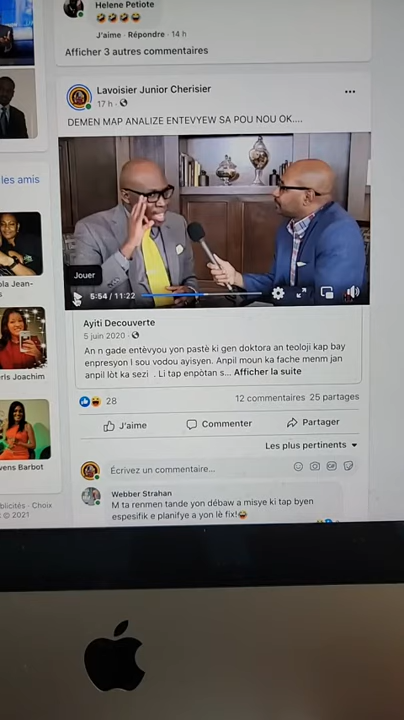 Helene Petiote
J'aime · Répondre · 14 h
Afficher 3 autres commentaires
Lavoisier Junior Cherisier
17 h ·
DEMEN MAP ANALIZE ENTEVYEW SA POU NOU OK....
les amis
Jouer
5:54 / 11:22
Ayiti Decouverte
5 juin 2020 ·
An n gade entèvyou yon pastè ki gen doktora an teoloji kap bay
enpresyon l sou vodou ayisyen. Anpil moun ka fache menm jan
anpil lòt ka sezi . Li tap enpòtan s... Afficher la suite
28
12 commentaires 25 partages
J'aime
Commenter
Partager
Les plus pertinents
Écrivez un commentaire...
GIF
Webber Strahan
M ta renmen tande yon débaw a misye ki tap byen
espesifik e planifye a yon lè fix!
ola Jean-
rls Joachim
vens Barbot
blicités · Choix
© 2021